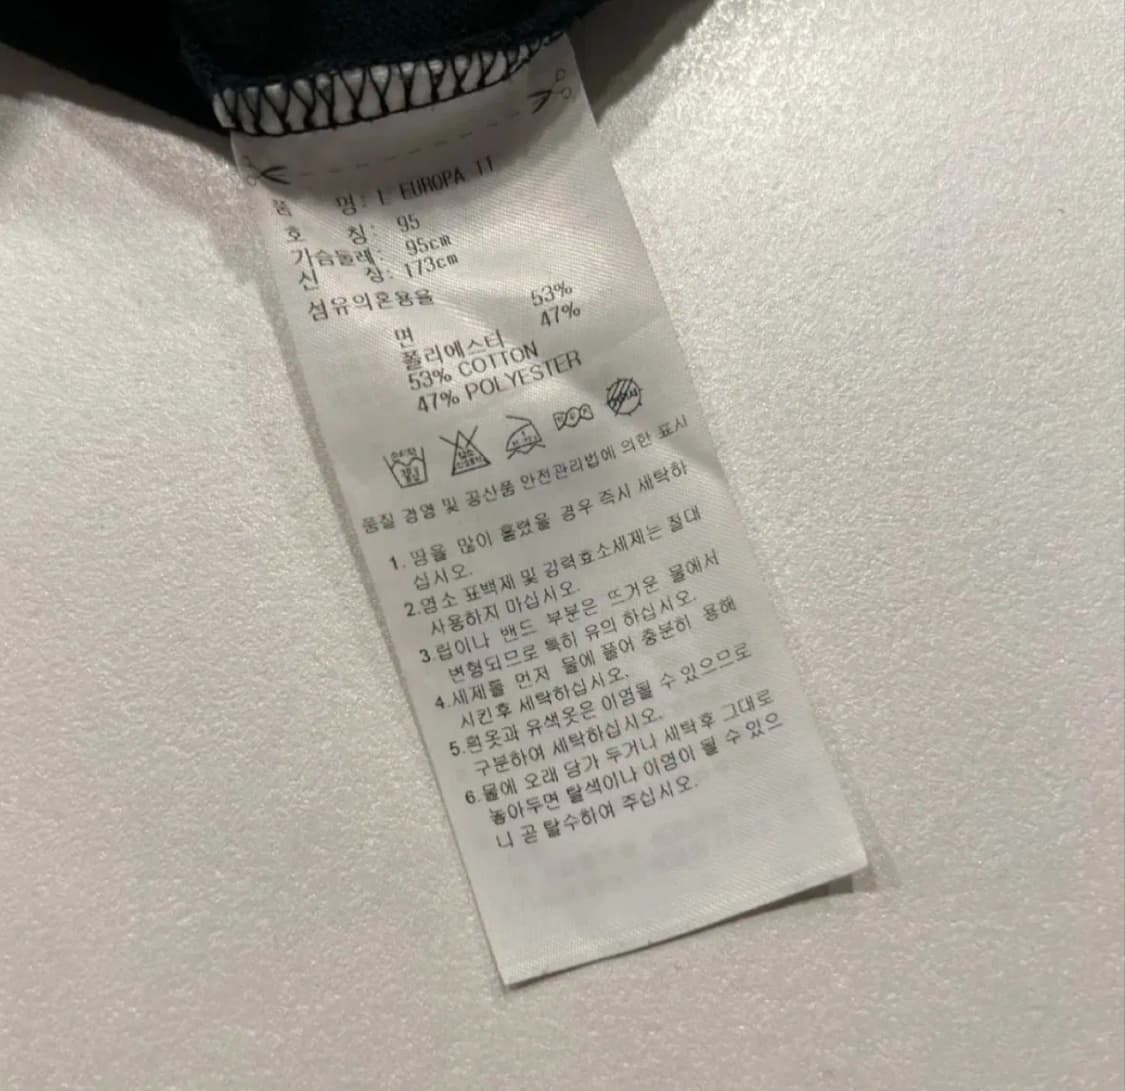 품 명: L EUROPA TT
호 칭: 95
가슴둘레: 95cm
신 장: 173cm
섬유의혼용율
53%
면 47%
폴리에스터
53% COTTON
47% POLYESTER
품질 경영 및 공산품 안전관리법에 의한 표시
1. 땀을 많이 흘렸을 경우 즉시 세탁하
십시오.
2.염소 표백제 및 강력효소세제는 절대
사용하지 마십시오.
3.립이나 밴드 부분은 뜨거운 물에서
변형되므로 특히 유의 하십시오.
4.세제를 먼저 물에 풀어 충분히 용해
시킨후 세탁하십시오.
5.흰옷과 유색옷은 이염될 수 있으므로
구분하여 세탁하십시오.
6.물에 오래 담가 두거나 세탁후 그대로
놓아두면 탈색이나 이염이 될 수 있으
니 곧 탈수하여 주십시오.